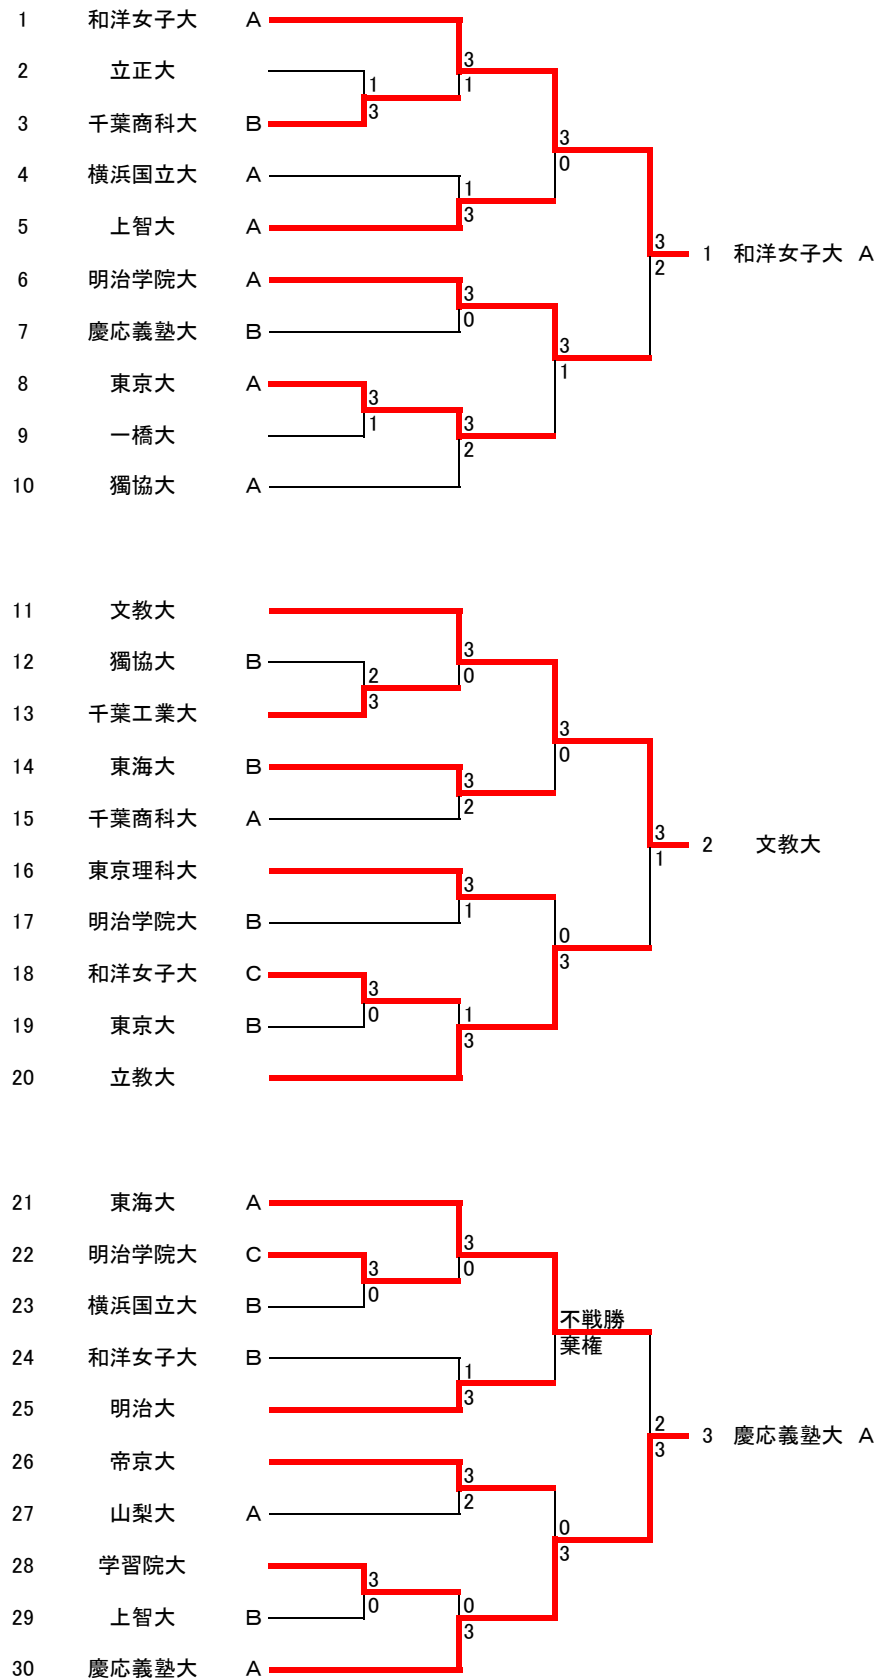 1 和洋女子大 A
3
2 立正大
1
1
3
3 千葉商科大 B
3
0
4 横浜国立大 A
1
3
5 上智大 A
3
1 和洋女子大 A
2
6 明治学院大 A
3
0
7 慶応義塾大 B
3
1
8 東京大 A
3
1
3
9 一橋大
2
10 獨協大 A
11 文教大
3
12 獨協大 B
0
2
3
13 千葉工業大
3
0
14 東海大 B
3
2
15 千葉商科大 A
3
2 文教大
1
16 東京理科大
3
1
17 明治学院大 B
0
3
18 和洋女子大 C
3
0
1
19 東京大 B
3
20 立教大
21 東海大 A
3
22 明治学院大 C
0
3
0
23 横浜国立大 B
不戦勝
棄権
24 和洋女子大 B
1
3
25 明治大
2
3 慶応義塾大 A
3
26 帝京大
3
2
27 山梨大 A
0
3
28 学習院大
3
0
0
29 上智大 B
3
30 慶応義塾大 A